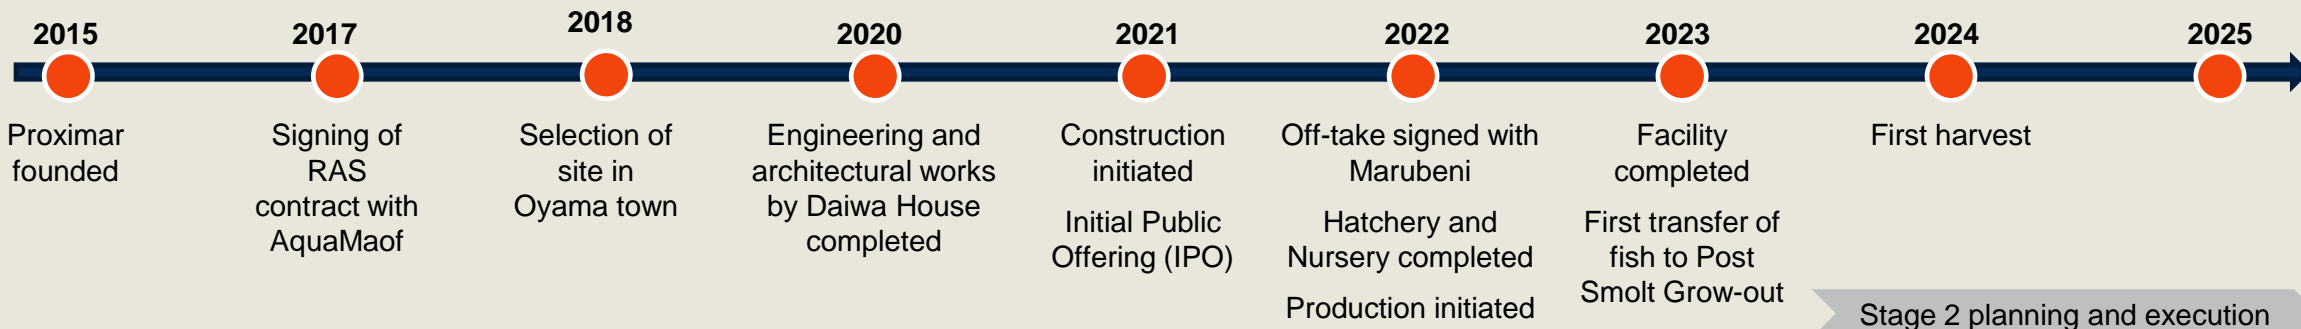 2015
Proximar
founded
2017
Signing of
RAS
contract with
AquaMaof
2018
Selection of
site in
Oyama town
2020
Engineering and
architectural works
by Daiwa House
completed
2021
Construction
initiated
Initial Public
Offering (IPO)
2022
Off-take signed with
Marubeni
Hatchery and
Nursery completed
Production initiated
2023
Facility
completed
First transfer of
fish to Post
Smolt Grow-out
2024
First harvest
2025
Stage 2 planning and execution